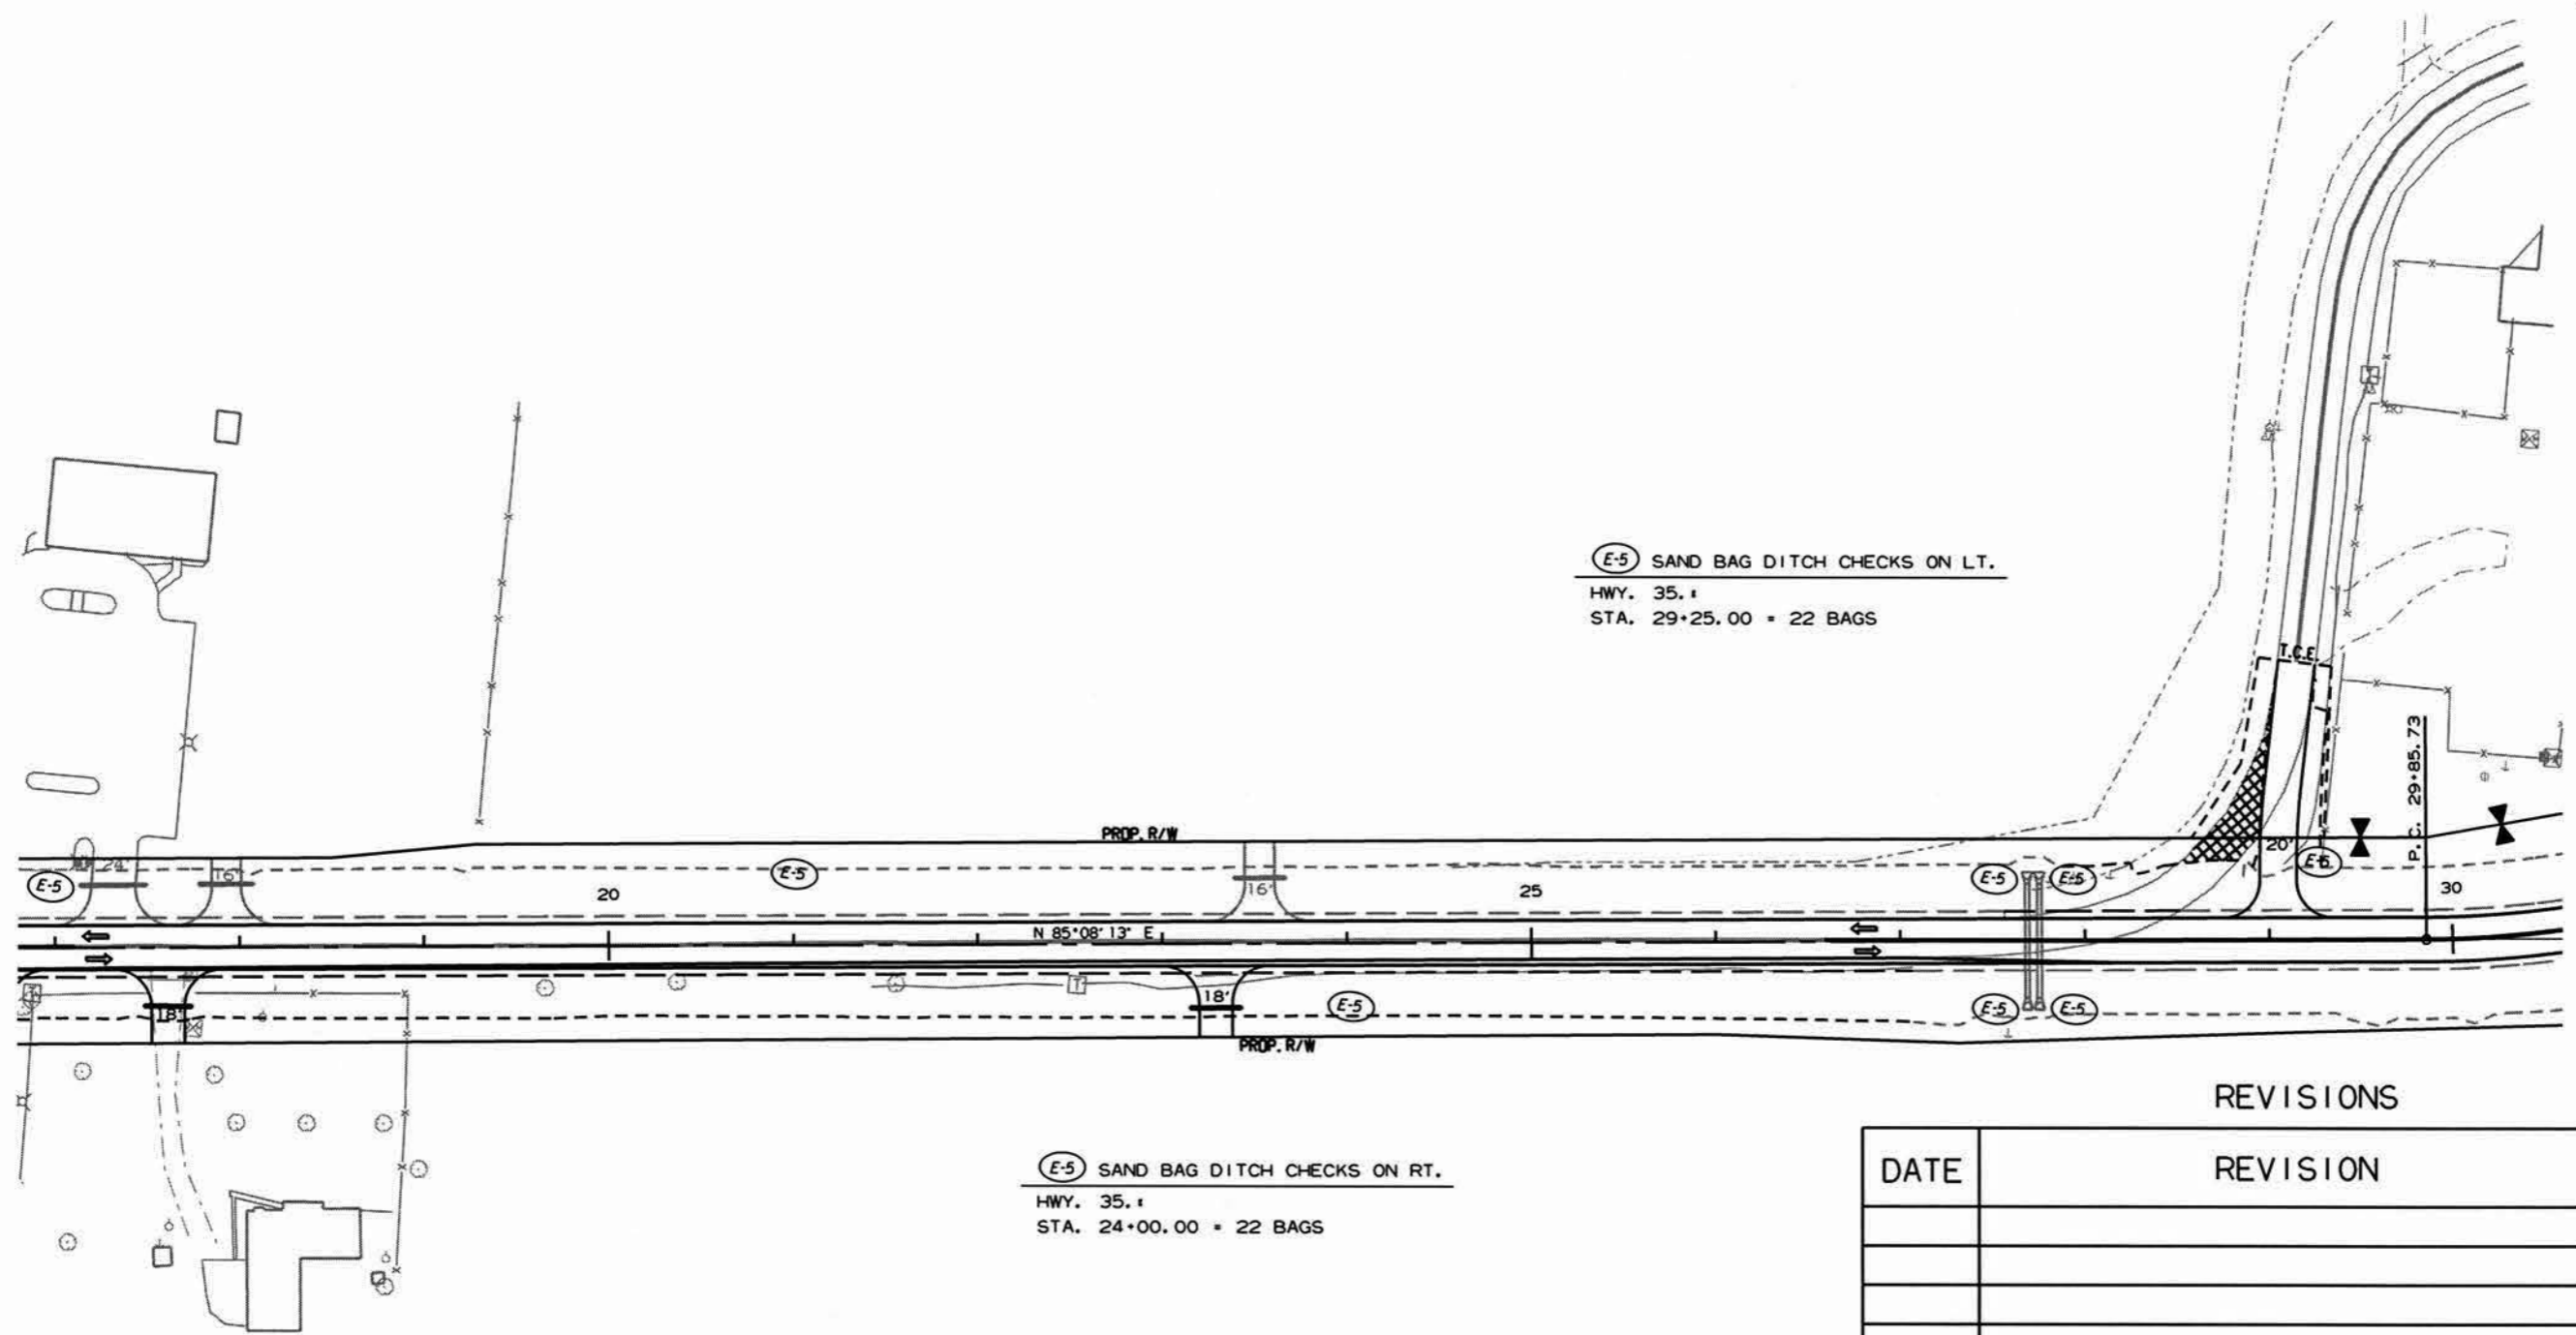 E-5 SAND BAG DITCH CHECKS ON LT.
HWY. 35.:
STA. 29+25.00 = 22 BAGS
T.C.E.
P.C. 29+85.73
PROP. R/W
24'
16'
E-5
E-5
16'
E-5
E-5
20'
E-5
20
25
30
N 85°08'13" E
18'
18'
E-5
E-5
E-5
PROP. R/W
E-5 SAND BAG DITCH CHECKS ON RT.
HWY. 35.:
STA. 24+00.00 = 22 BAGS
REVISIONS
DATE
REVISION